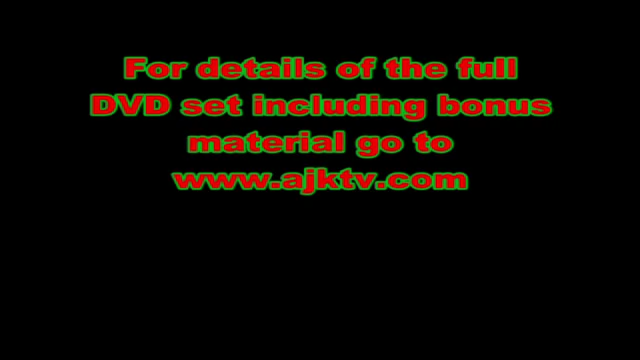 For details of the full
DVD set including bonus
material go to
www.ajktv.com